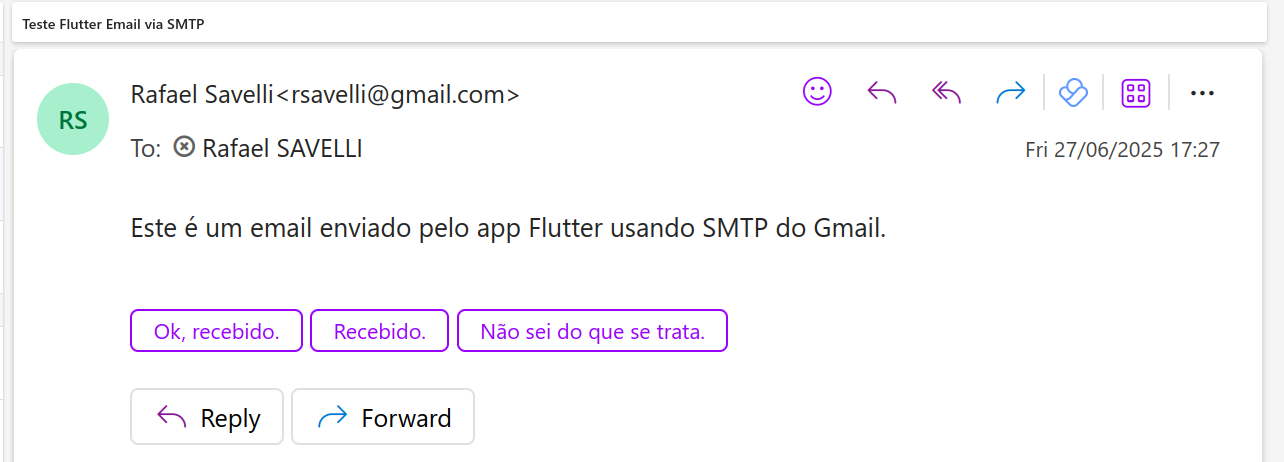 Teste Flutter Email via SMTP
RS
Rafael Savelli<rsavelli@gmail.com>
To: Rafael SAVELLI
Fri 27/06/2025 17:27
Este é um email enviado pelo app Flutter usando SMTP do Gmail.
Ok, recebido. Recebido. Não sei do que se trata.
Reply Forward